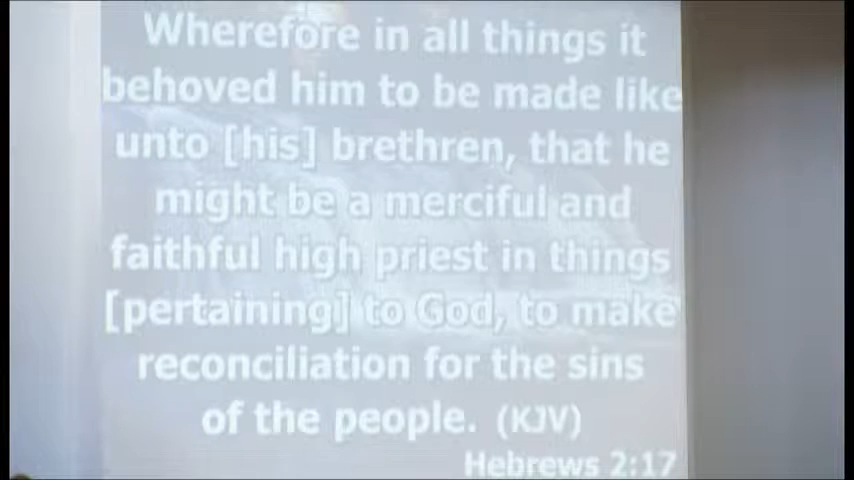 Wherefore in all things it
behoved him to be made like
unto [his] brethren, that he
might be a merciful and
faithful high priest in things
[pertaining] to God, to make
reconciliation for the sins
of the people. (KJV)
Hebrews 2:17